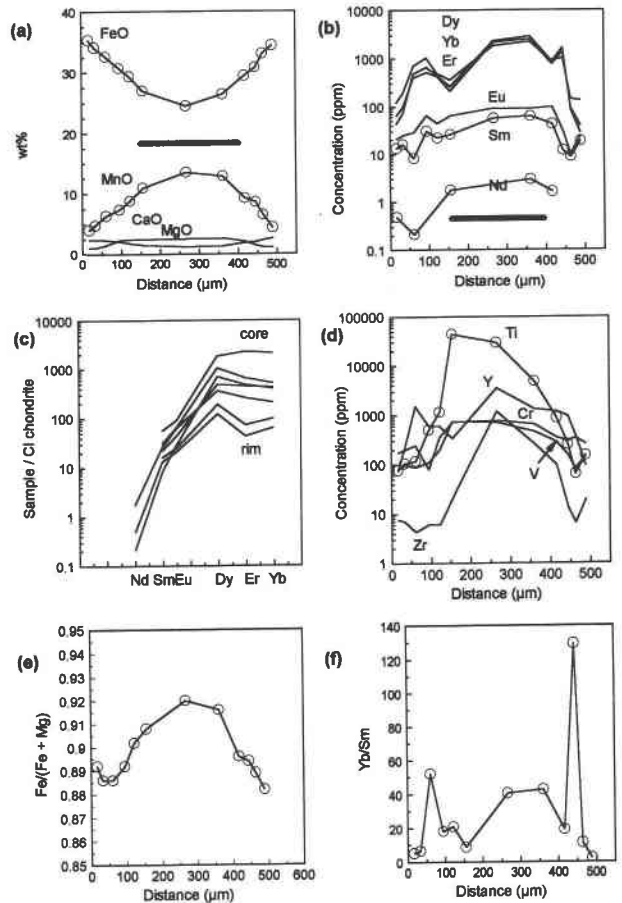 (a)
FeO
MnO
CaO
MgO
wt%
40
35
30
25
20
15
10
5
0
0 100 200 300 400 500
Distance (µm)
(b)
Dy
Yb
Er
Eu
Sm
Nd
Concentration (ppm)
10000
1000
100
10
1
0.1
0 100 200 300 400 500
Distance (µm)
(c)
core
rim
Sample / CI chondrite
10000
1000
100
10
1
0.1
Nd SmEu Dy Er Yb
(d)
Ti
Y
Cr
V
Zr
Concentration (ppm)
100000
10000
1000
100
10
1
0 100 200 300 400 500
Distance (µm)
(e)
Fe/(Fe + Mg)
0.95
0.94
0.93
0.92
0.91
0.9
0.89
0.88
0.87
0.86
0.85
0 100 200 300 400 500 600
Distance (µm)
(f)
Yb/Sm
140
120
100
80
60
40
20
0
0 100 200 300 400 500 600
Distance (µm)